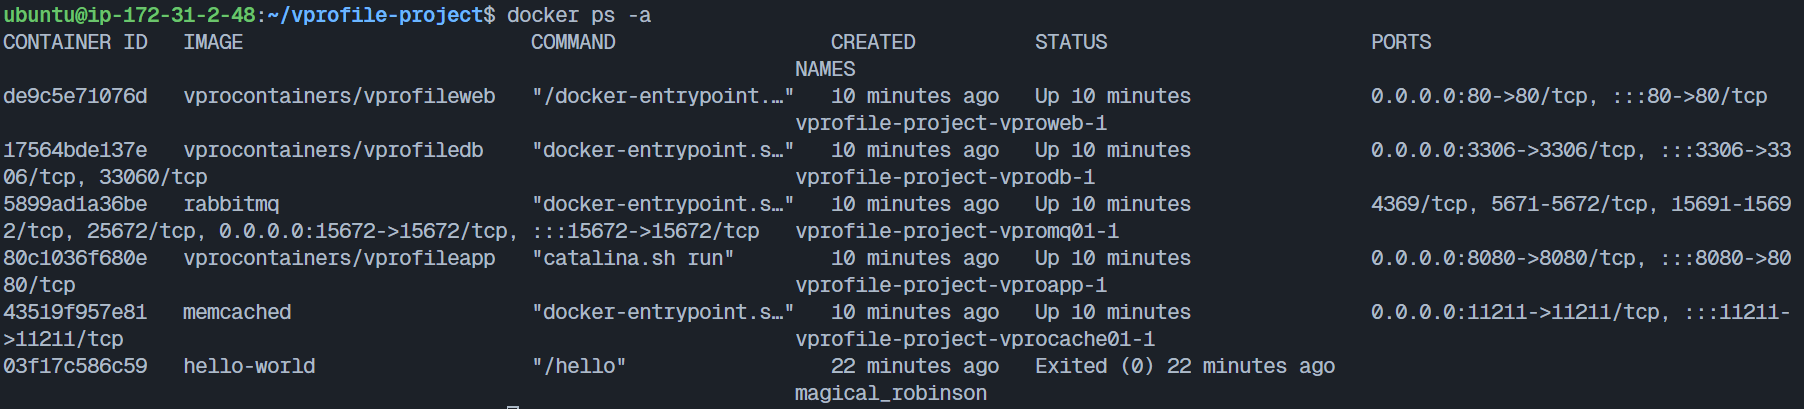 ubuntu@ip-172-31-2-48:~/vprofile-project$ docker ps -a
CONTAINER ID   IMAGE                        COMMAND                  CREATED          STATUS                      PORTS
                                                                  NAMES
de9c5e71076d   vprocontainers/vprofileweb   "/docker-entrypoint.…"   10 minutes ago   Up 10 minutes               0.0.0.0:80->80/tcp, :::80->80/tcp
                                                                  vprofile-project-vproweb-1
17564bde137e   vprocontainers/vprofiledb    "docker-entrypoint.s…"   10 minutes ago   Up 10 minutes               0.0.0.0:3306->3306/tcp, :::3306->33
06/tcp, 33060/tcp                                                 vprofile-project-vprodb-1
5899ad1a36be   rabbitmq                     "docker-entrypoint.s…"   10 minutes ago   Up 10 minutes               4369/tcp, 5671-5672/tcp, 15691-1569
2/tcp, 25672/tcp, 0.0.0.0:15672->15672/tcp, :::15672->15672/tcp   vprofile-project-vpromq01-1
80c1036f680e   vprocontainers/vprofileapp   "catalina.sh run"        10 minutes ago   Up 10 minutes               0.0.0.0:8080->8080/tcp, :::8080->80
80/tcp                                                            vprofile-project-vproapp-1
43519f957e81   memcached                    "docker-entrypoint.s…"   10 minutes ago   Up 10 minutes               0.0.0.0:11211->11211/tcp, :::11211-
>11211/tcp                                                        vprofile-project-vprocache01-1
03f17c586c59   hello-world                  "/hello"                 22 minutes ago   Exited (0) 22 minutes ago
                                                                  magical_robinson